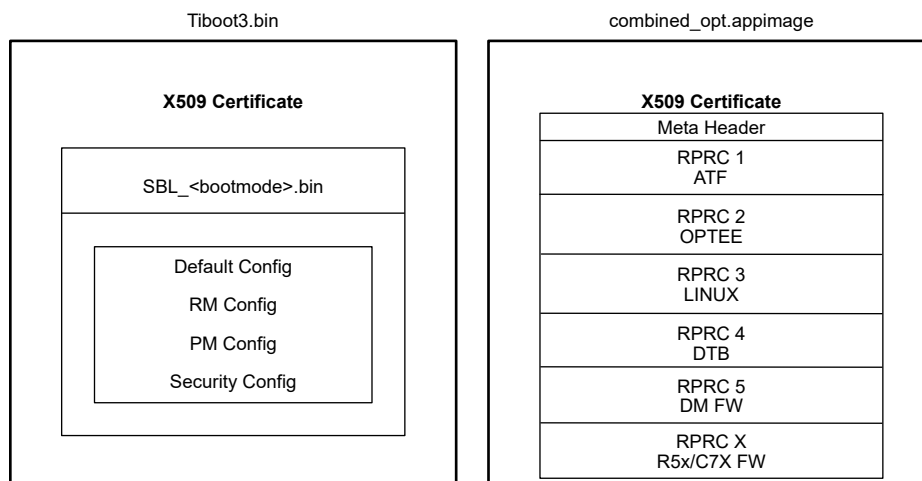 Tiboot3.bin
X509 Certificate
SBL_<bootmode>.bin
Default Config
RM Config
PM Config
Security Config
combined_opt.appimage
X509 Certificate
Meta Header
RPRC 1
ATF
RPRC 2
OPTEE
RPRC 3
LINUX
RPRC 4
DTB
RPRC 5
DM FW
RPRC X
R5x/C7X FW